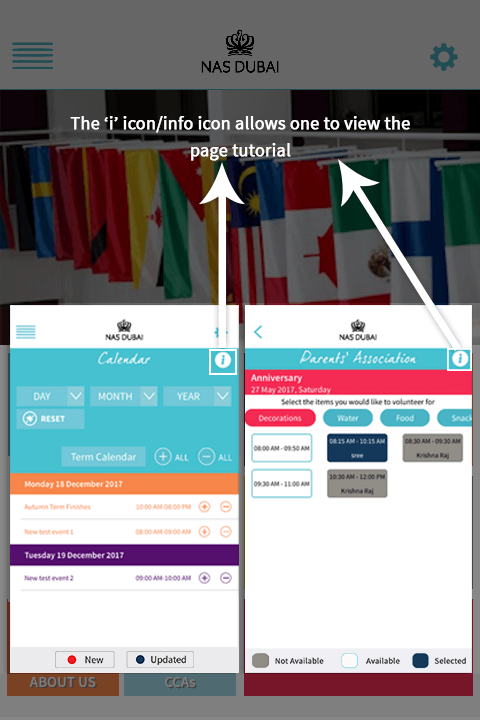 NAS DUBAI
The ‘i’ icon/info icon allows one to view the
page tutorial
NAS DUBAI
Calendar
i
DAY
MONTH
YEAR
RESET
Term Calendar
ALL
ALL
Monday 18 December 2017
Autumn Term Finishes 10:00 AM-08:00 PM
New test event 1 08:00 AM-09:00 AM
Tuesday 19 December 2017
New test event 2 09:00 AM-10:00 AM
New
Updated
NAS DUBAI
Parents' Association
i
Anniversary
27 May 2017, Saturday
Select the items you would like to volunteer for
Decorations
Water
Food
Snack
08:00 AM - 09:50 AM
08:15 AM - 10:15 AM
sree
08:30 AM - 09:30 AM
Krishna Raj
09:30 AM - 11:00 AM
10:30 AM - 12:00 PM
Krishna Raj
Not Available
Available
Selected
ABOUT US
CCAs